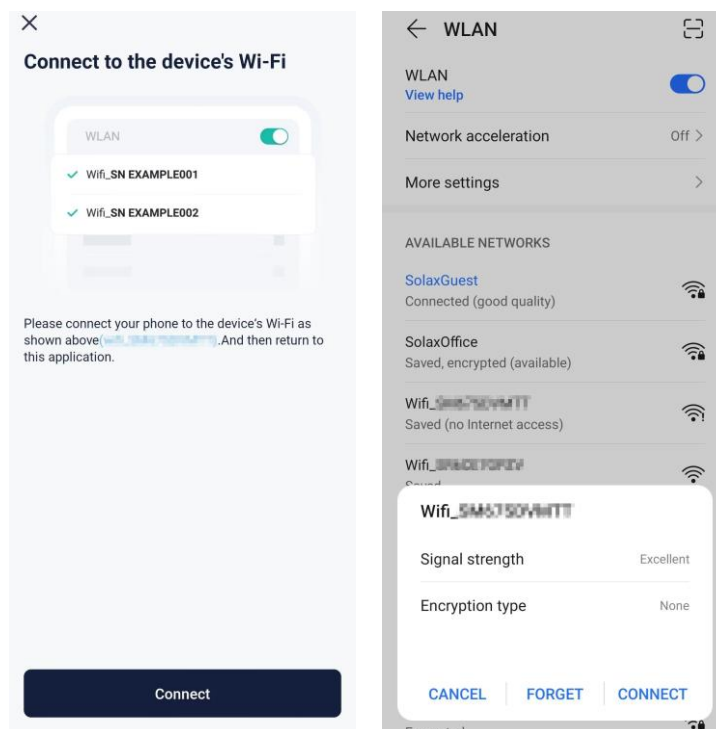 Connect to the device's Wi-Fi
WLAN
Wifi_SN EXAMPLE001
Wifi_SN EXAMPLE002
Please connect your phone to the device's Wi-Fi as
shown above( ).And then return to
this application.
Connect
WLAN
WLAN
View help
Network acceleration Off
More settings
AVAILABLE NETWORKS
SolaxGuest
Connected (good quality)
SolaxOffice
Saved, encrypted (available)
Wifi_
Saved (no Internet access)
Wifi_
Wifi_
Signal strength Excellent
Encryption type None
CANCEL FORGET CONNECT